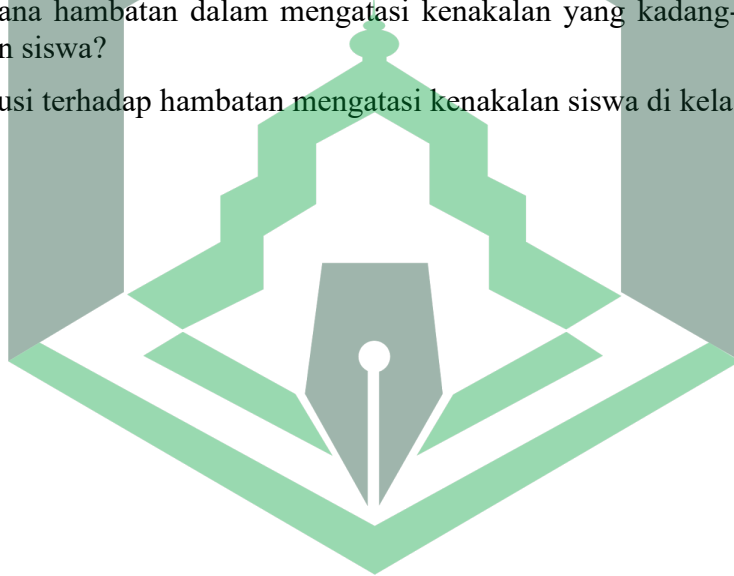 ana hambatan dalam mengatasi kenakalan yang kadang-
n siswa?
usi terhadap hambatan mengatasi kenakalan siswa di kela